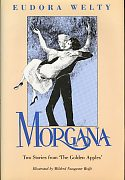 EUDORA WELTY
MORGANA
Two Stories from 'The Golden Apples'
Illustrated by Mildred Nungester Wolfe